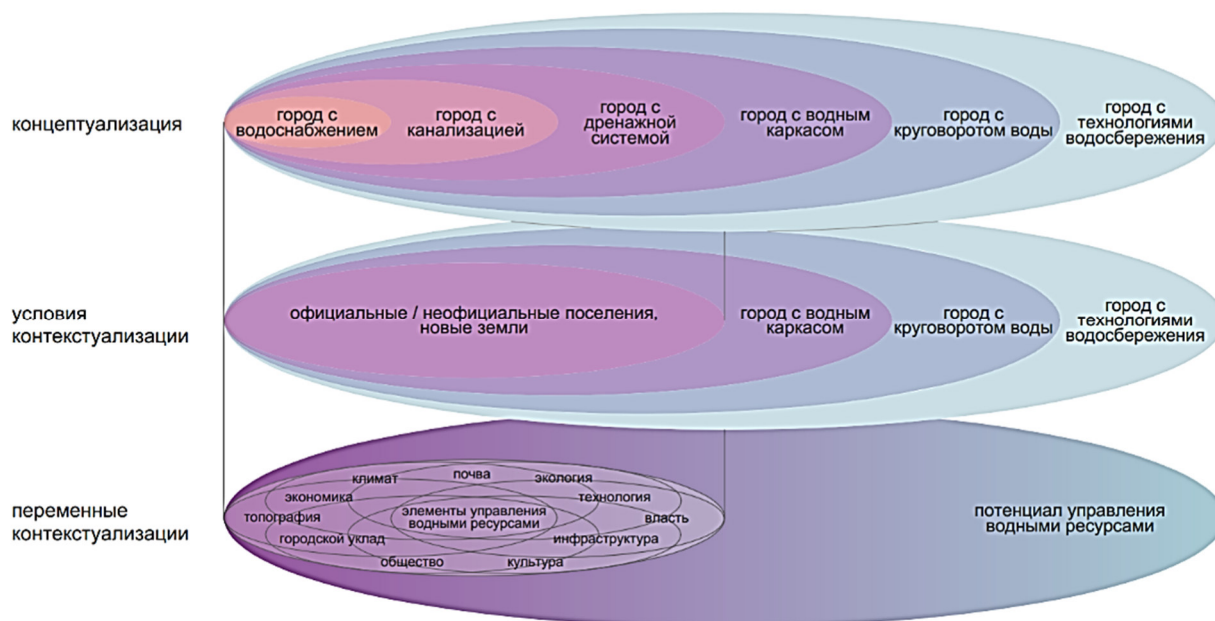 концептуализация
город с
водоснабжением
город с
канализацией
город с
дренажной
системой
город с водным
каркасом
город с
круговоротом воды
город с
технологиями
водосбережения
условия
контекстуализации
официальные / неофициальные поселения,
новые земли
город с водным
каркасом
город с
круговоротом воды
город с
технологиями
водосбережения
переменные
контекстуализации
климат
почва
экология
экономика
технология
топография
элементы управления
водными ресурсами
власть
городской уклад
инфраструктура
общество
культура
потенциал управления
водными ресурсами